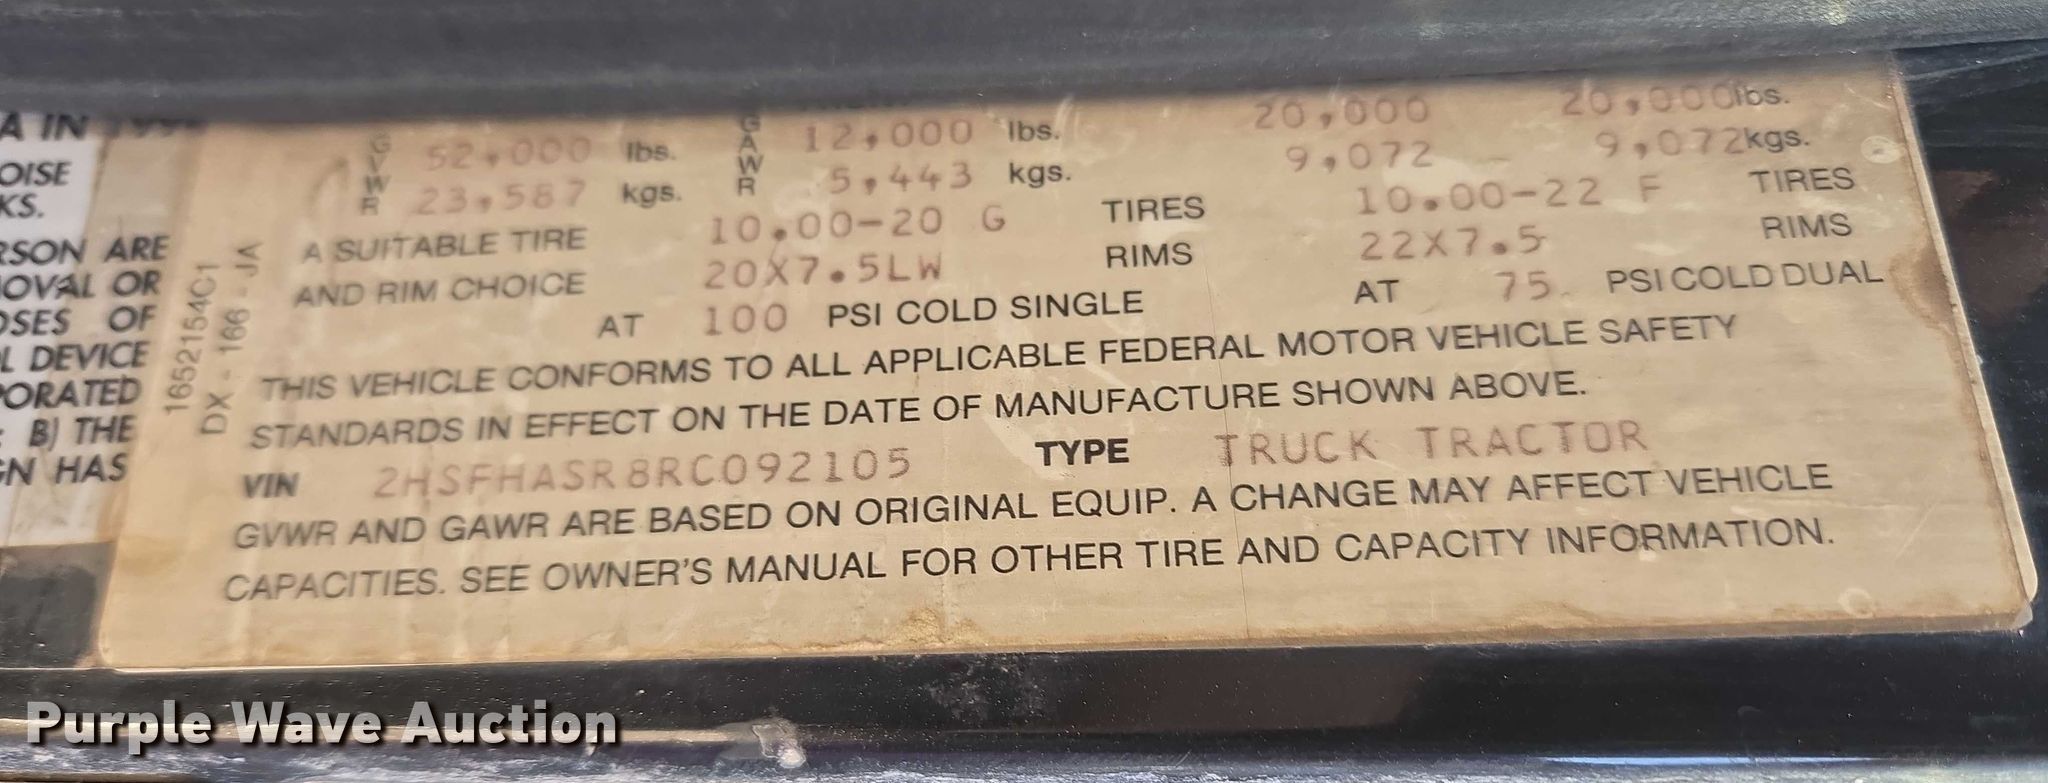 A IN
OISE
KS.
RSON ARE
MOVAL OR
OSES OF
L DEVICE
PORATED
B) THE
GN HAS
1652154C1
DX - 166 - JA
GVWR 52,000 lbs. GAWR 12,000 lbs. 20,000 20,000lbs.
23,587 kgs. 5,443 kgs. 9,072 9,072kgs.
A SUITABLE TIRE 10.00-20 G TIRES 10.00-22 F TIRES
AND RIM CHOICE 20X7.5LW RIMS 22X7.5 RIMS
AT 100 PSI COLD SINGLE AT 75 PSI COLD DUAL
THIS VEHICLE CONFORMS TO ALL APPLICABLE FEDERAL MOTOR VEHICLE SAFETY
STANDARDS IN EFFECT ON THE DATE OF MANUFACTURE SHOWN ABOVE.
VIN 2HSFHASR8RC092105 TYPE TRUCK TRACTOR
GVWR AND GAWR ARE BASED ON ORIGINAL EQUIP. A CHANGE MAY AFFECT VEHICLE
CAPACITIES. SEE OWNER'S MANUAL FOR OTHER TIRE AND CAPACITY INFORMATION.
Purple Wave Auction